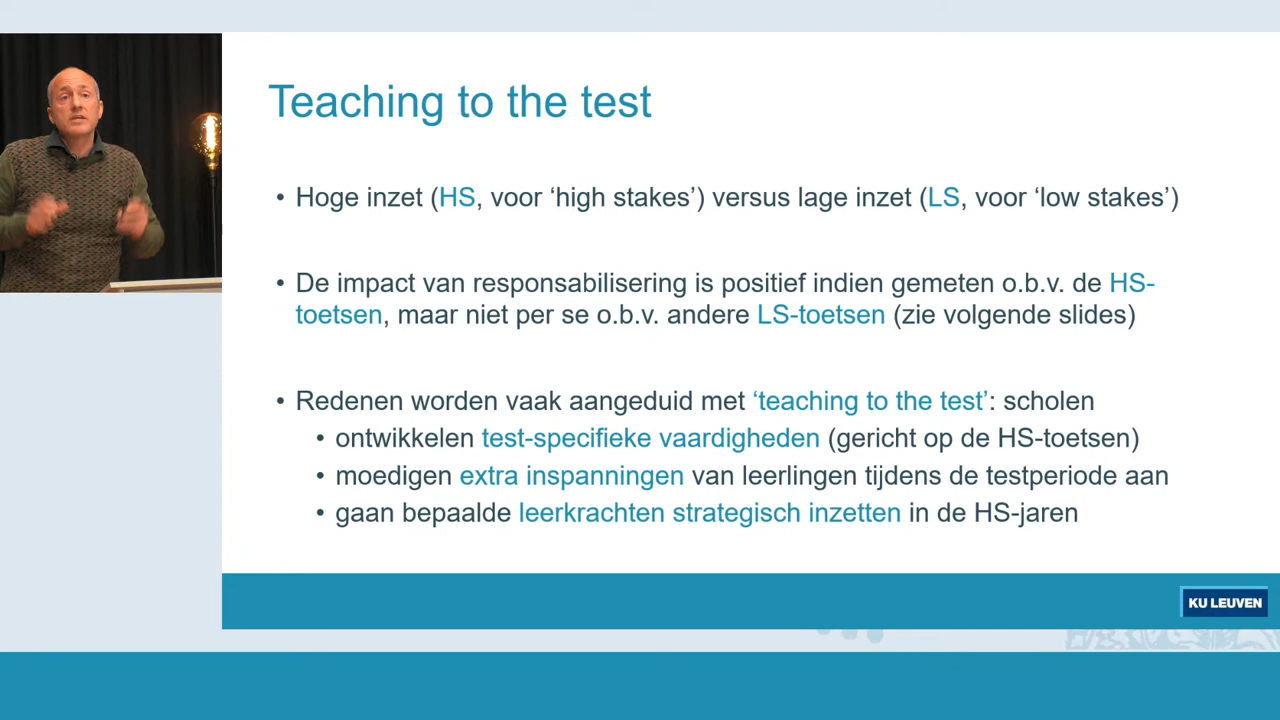 Teaching to the test
• Hoge inzet (HS, voor ‘high stakes’) versus lage inzet (LS, voor ‘low stakes’)
• De impact van responsabilisering is positief indien gemeten o.b.v. de HS-
toetsen, maar niet per se o.b.v. andere LS-toetsen (zie volgende slides)
• Redenen worden vaak aangeduid met ‘teaching to the test’: scholen
• ontwikkelen test-specifieke vaardigheden (gericht op de HS-toetsen)
• moedigen extra inspanningen van leerlingen tijdens de testperiode aan
• gaan bepaalde leerkrachten strategisch inzetten in de HS-jaren
KU LEUVEN